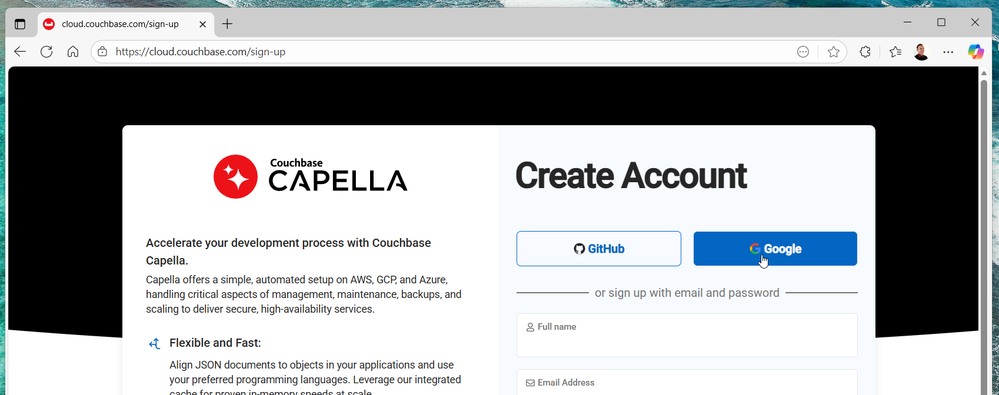 cloud.couchbase.com/sign-up
https://cloud.couchbase.com/sign-up
Couchbase
CAPELLA
Accelerate your development process with Couchbase
Capella.
Capella offers a simple, automated setup on AWS, GCP, and Azure,
handling critical aspects of management, maintenance, backups, and
scaling to deliver secure, high-availability services.
Flexible and Fast:
Align JSON documents to objects in your applications and use
your preferred programming languages. Leverage our integrated
cache for proven in-memory speeds at scale.
Create Account
GitHub
Google
or sign up with email and password
Full name
Email Address